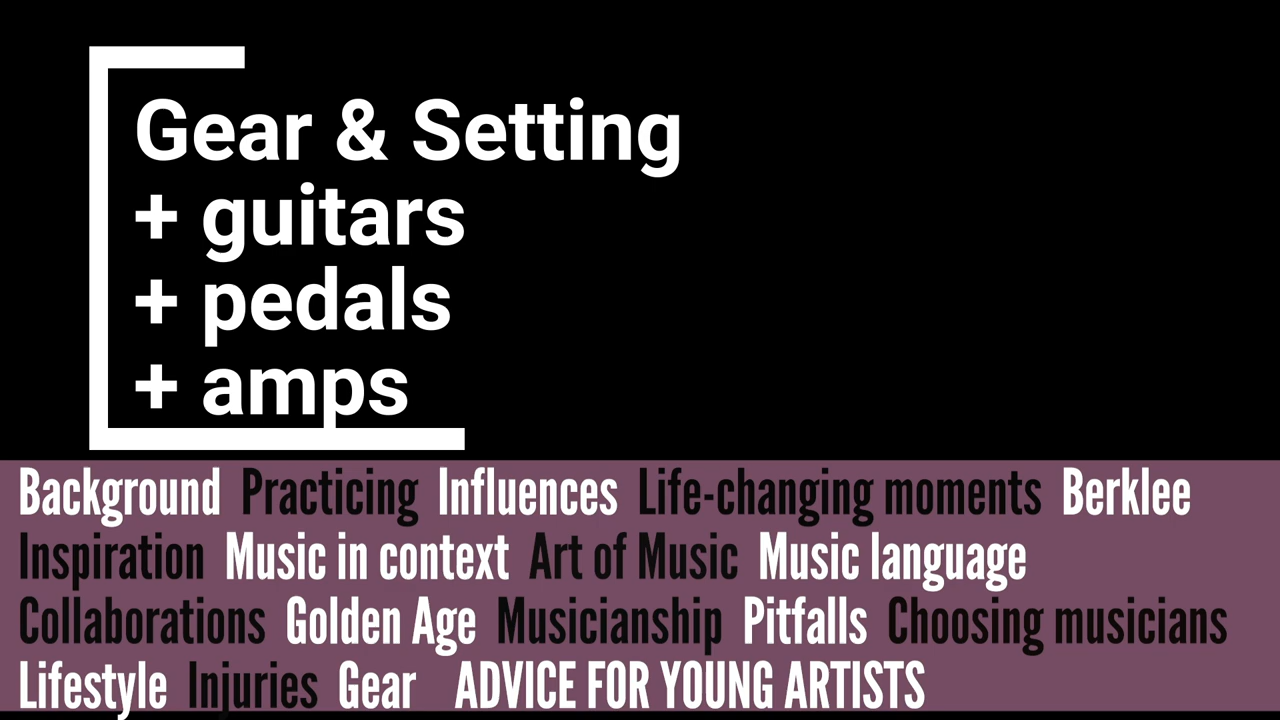 Gear & Setting
+ guitars
+ pedals
+ amps
Background Practicing Influences Life-changing moments Berklee
Inspiration Music in context Art of Music Music language
Collaborations Golden Age Musicianship Pitfalls Choosing musicians
Lifestyle Injuries Gear ADVICE FOR YOUNG ARTISTS